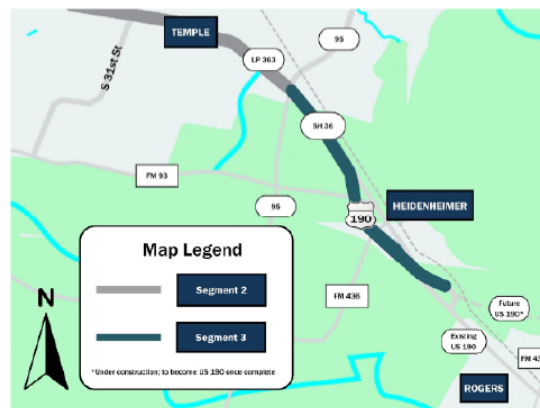 TEMPLE
S 31st St
LP 363
95
SH 36
FM 93
95
190
HEIDENHEIMER
Map Legend
Segment 2
Segment 3
*Under construction; to become US 190 once complete
N
FM 436
Future
US 190*
Existing
US 190
FM 43
ROGERS